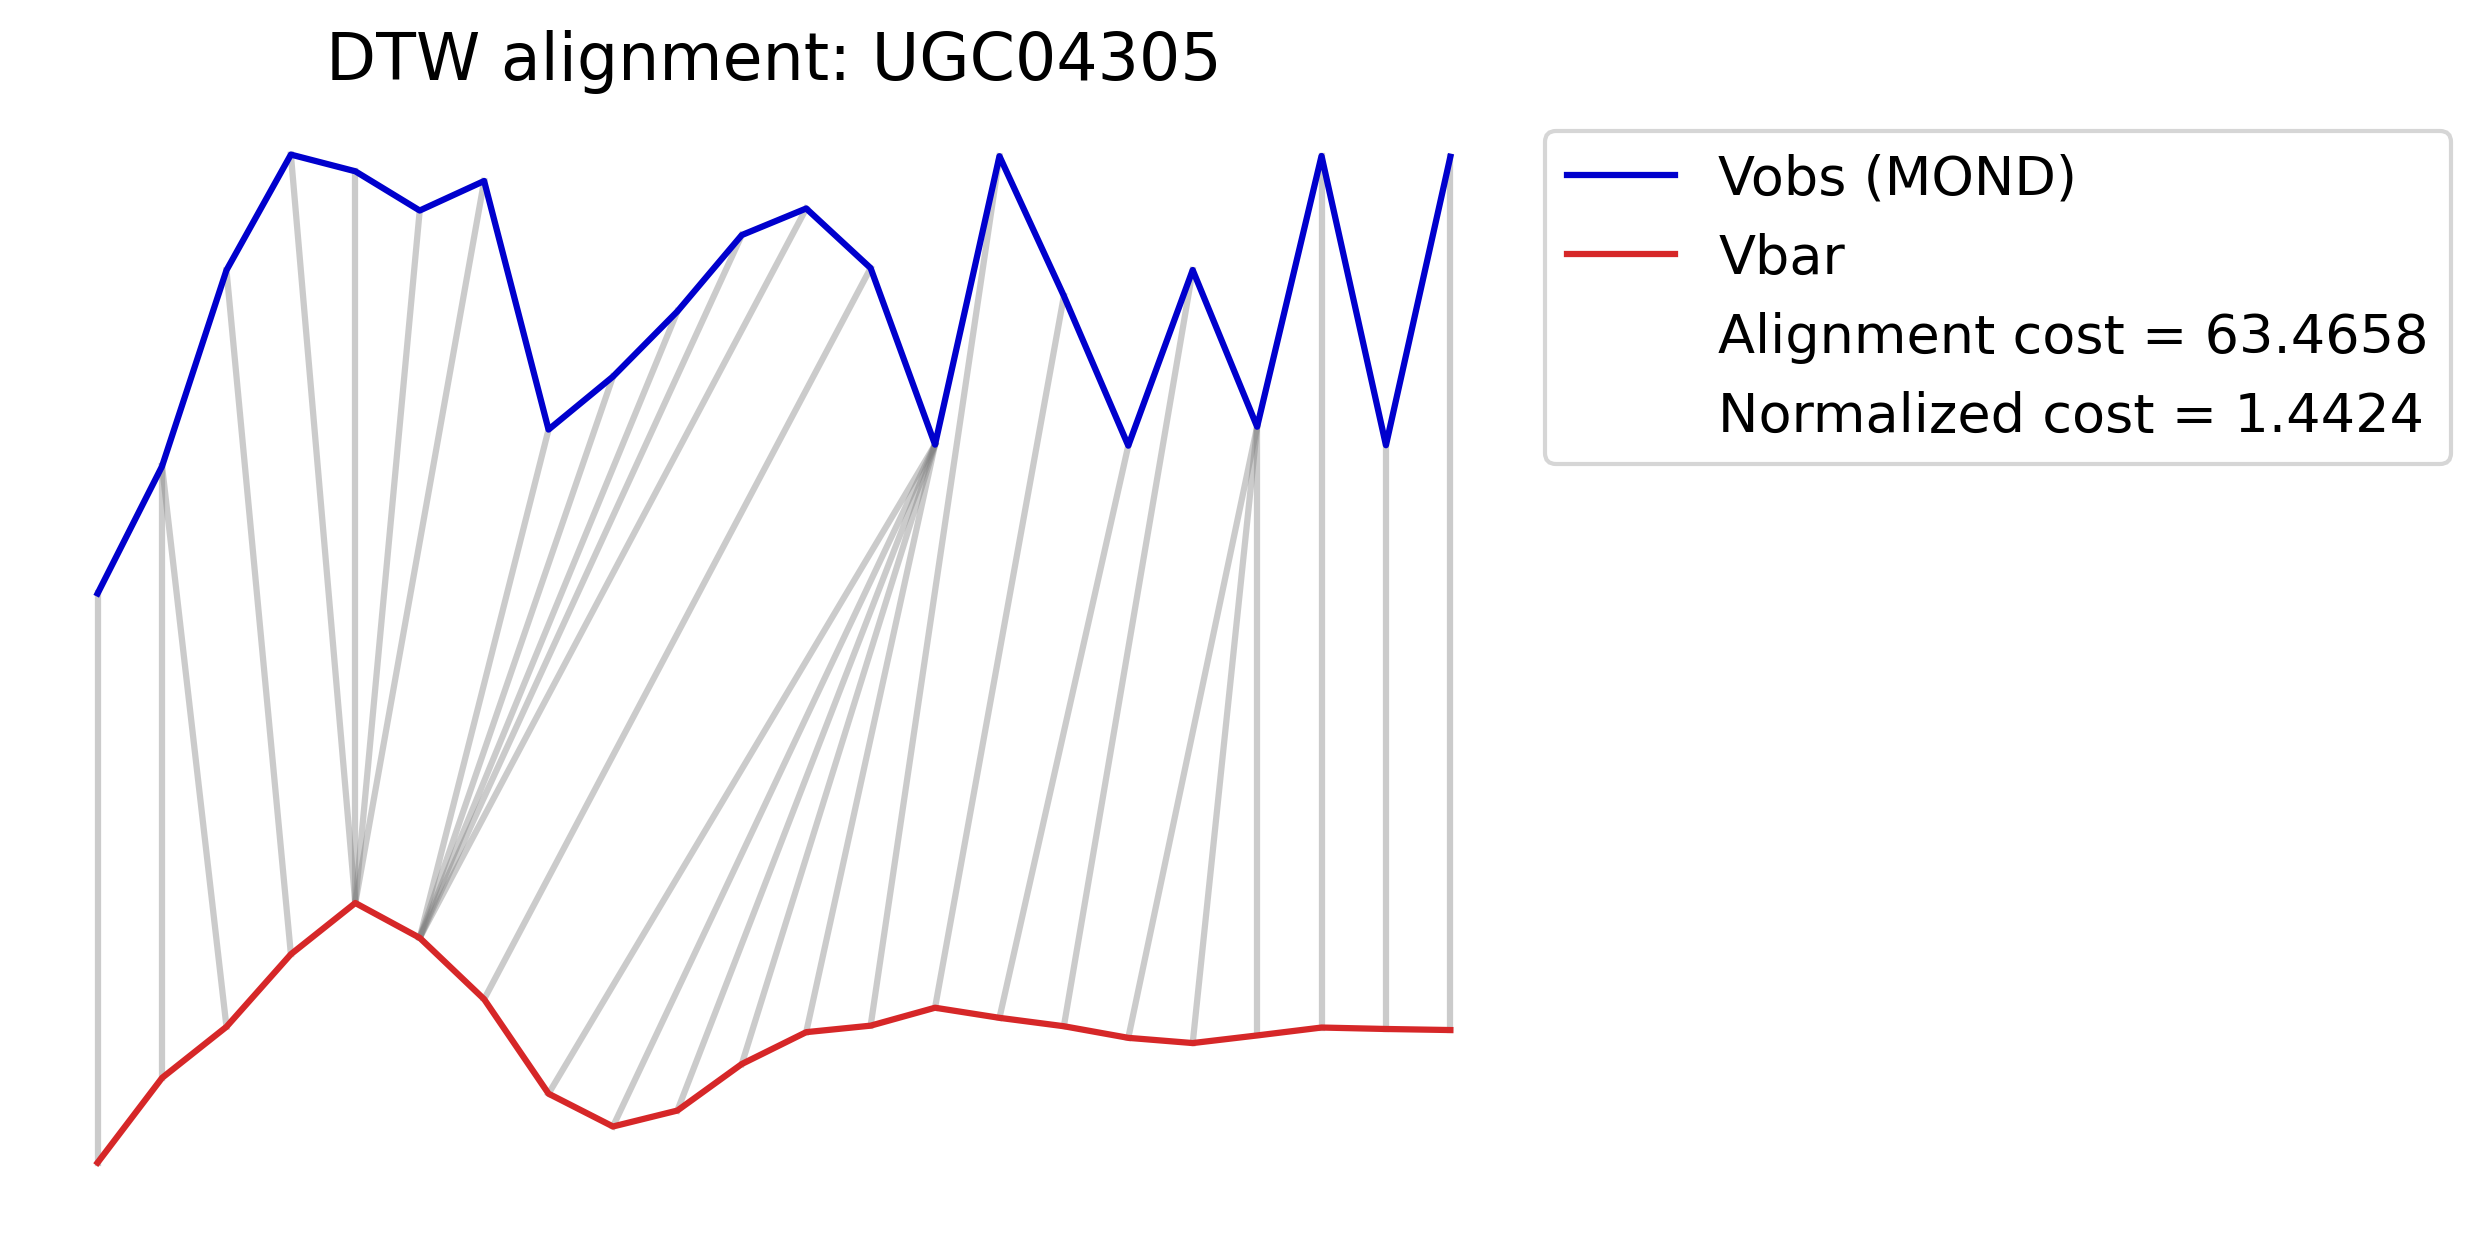 DTW alignment: UGC04305
Vobs (MOND)
Vbar
Alignment cost = 63.4658
Normalized cost = 1.4424